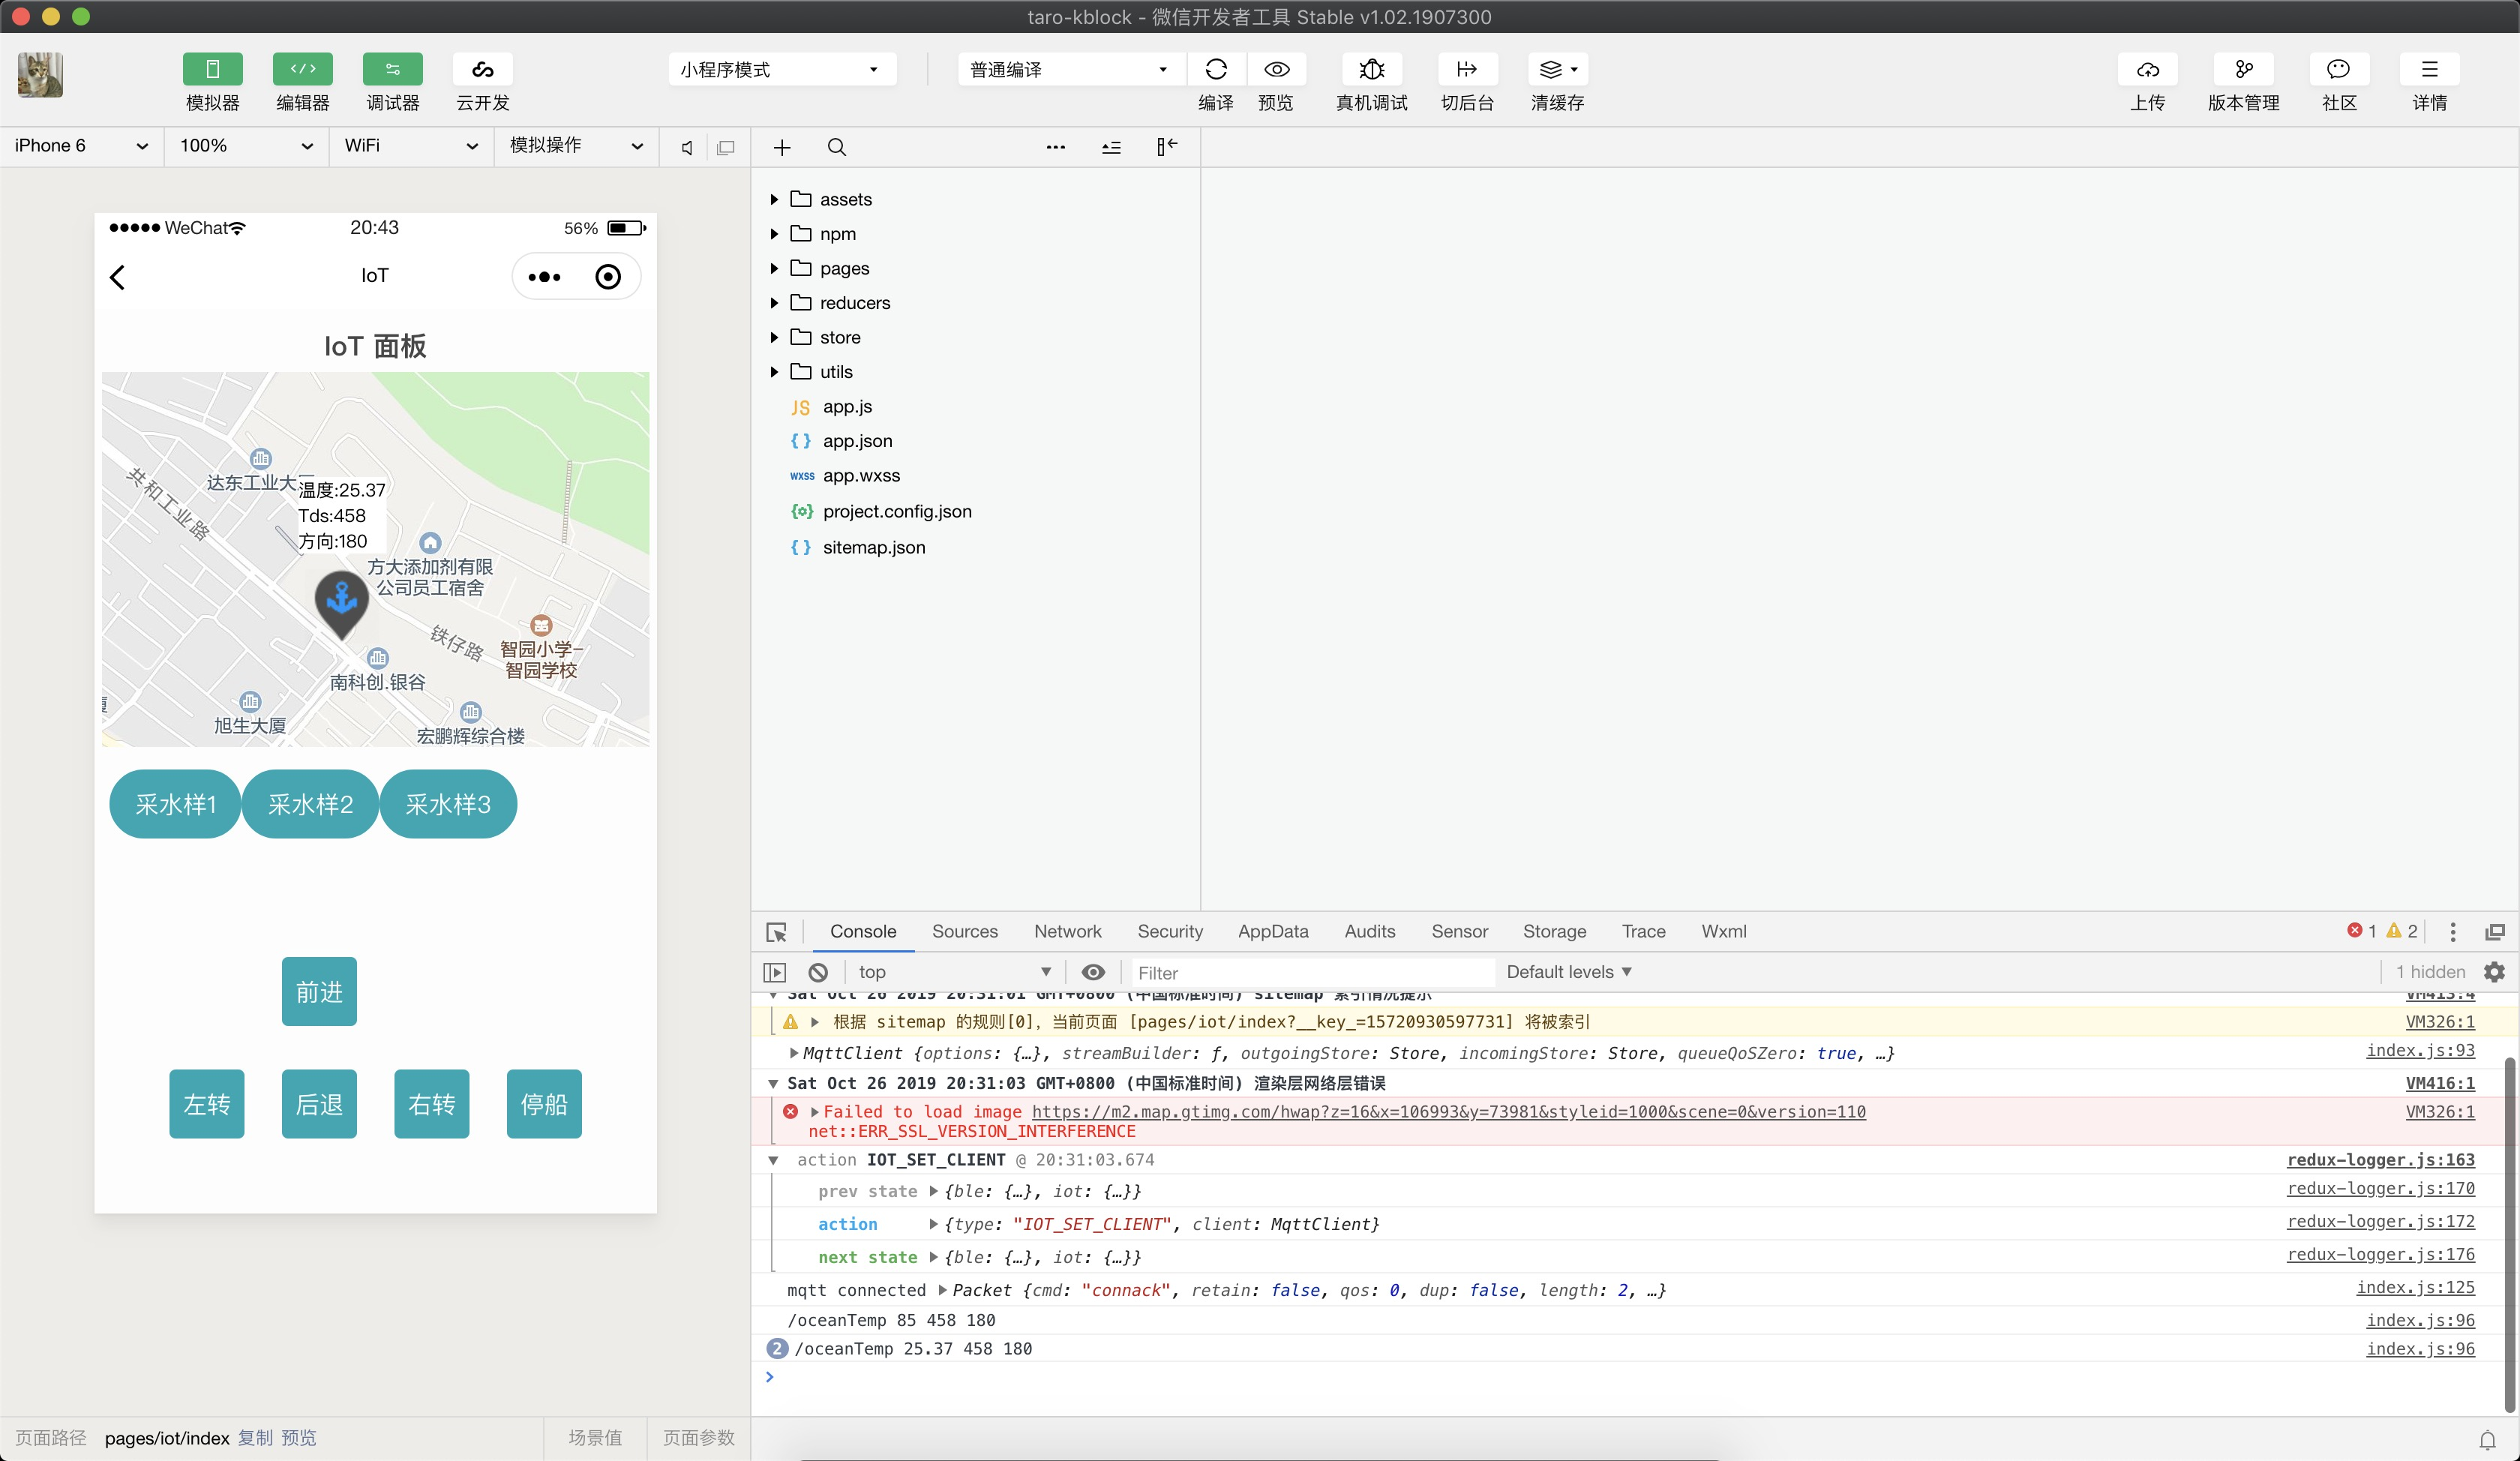 taro-kblock - 微信开发者工具 Stable v1.02.1907300
模拟器 编辑器 调试器 云开发
小程序模式 普通编译
编译 预览 真机调试 切后台 清缓存
上传 版本管理 社区 详情
iPhone 6 100% WiFi 模拟操作
WeChat 20:43 56%
IoT
IoT 面板
达东工业大
共和工业路
温度:25.37
Tds:458
方向:180
方大添加剂有限
公司员工宿舍
铁仔路
智园小学-
智园学校
南科创.银谷
旭生大厦
宏鹏辉综合楼
采水样1 采水样2 采水样3
前进
左转 后退 右转 停船
页面路径 pages/iot/index 复制 预览 场景值 页面参数
assets
npm
pages
reducers
store
utils
JS app.js
{ } app.json
wxss app.wxss
project.config.json
{ } sitemap.json
Console Sources Network Security AppData Audits Sensor Storage Trace Wxml 1 2
top Filter Default levels 1 hidden
Sat Oct 26 2019 20:31:01 GMT+0800 (中国标准时间) sitemap 索引情况提示 VM413:4
根据 sitemap 的规则[0], 当前页面 [pages/iot/index?__key_=15720930597731] 将被索引 VM326:1
MqttClient {options: {…}, streamBuilder: ƒ, outgoingStore: Store, incomingStore: Store, queueQoSZero: true, …} index.js:93
Sat Oct 26 2019 20:31:03 GMT+0800 (中国标准时间) 渲染层网络层错误 VM416:1
Failed to load image https://m2.map.gtimg.com/hwap?z=16&x=106993&y=73981&styleid=1000&scene=0&version=110 VM326:1
net::ERR_SSL_VERSION_INTERFERENCE
action IOT_SET_CLIENT @ 20:31:03.674 redux-logger.js:163
prev state {ble: {…}, iot: {…}} redux-logger.js:170
action {type: "IOT_SET_CLIENT", client: MqttClient} redux-logger.js:172
next state {ble: {…}, iot: {…}} redux-logger.js:176
mqtt connected Packet {cmd: "connack", retain: false, qos: 0, dup: false, length: 2, …} index.js:125
/oceanTemp 85 458 180 index.js:96
2 /oceanTemp 25.37 458 180 index.js:96